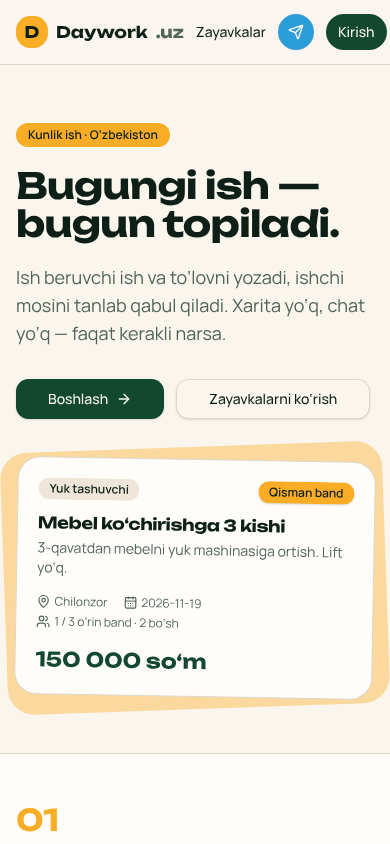 D Daywork .uz Zayavkalar Kirish
Kunlik ish · O‘zbekiston
Bugungi ish —
bugun topiladi.
Ish beruvchi ish va to‘lovni yozadi, ishchi
mosini tanlab qabul qiladi. Xarita yo‘q, chat
yo‘q — faqat kerakli narsa.
Boshlash → Zayavkalarni ko‘rish
Yuk tashuvchi Qisman band
Mebel ko‘chirishga 3 kishi
3-qavatdan mebelni yuk mashinasiga ortish. Lift
yo‘q.
Chilonzor 2026-11-19
1 / 3 o‘rin band · 2 bo‘sh
150 000 so‘m
01